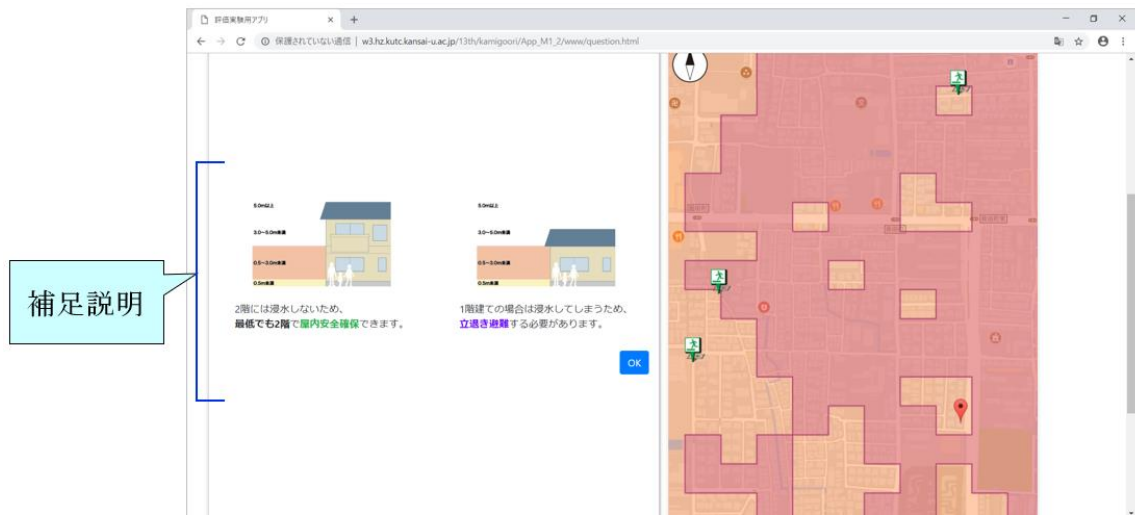 評価実験用アプリ
保護されていない通信 | w3.hz.kutc.kansai-u.ac.jp/13th/kamigoori/App_M1_2/www/question.html
補足説明
5.0m以上
3.0～5.0m未満
0.5～3.0m未満
0.5m未満
2階には浸水しないため、
最低でも2階で屋内安全確保できます。
5.0m以上
3.0～5.0m未満
0.5～3.0m未満
0.5m未満
1階建ての場合は浸水してしまうため、
立退き避難する必要があります。
OK